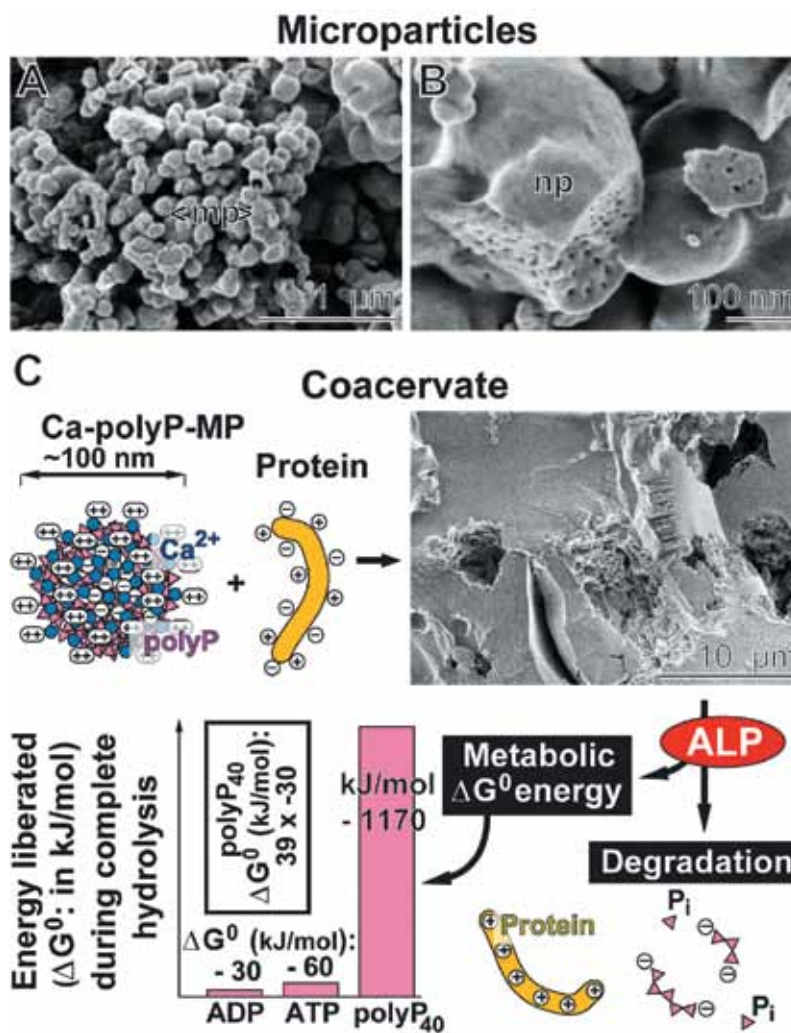 Microparticles
A
<mp>
1 µm
B
np
100 nm
C
Coacervate
Ca-polyP-MP
~100 nm
Protein
Ca2+
polyP
10 µm
ALP
Metabolic
ΔG0 energy
Degradation
Energy liberated
(ΔG0: in kJ/mol)
during complete
hydrolysis
polyP40
ΔG0 (kJ/mol):
39 x -30
kJ/mol
- 1170
ΔG0 (kJ/mol):
- 30
- 60
ADP
ATP
polyP40
Protein
Pi
Pi